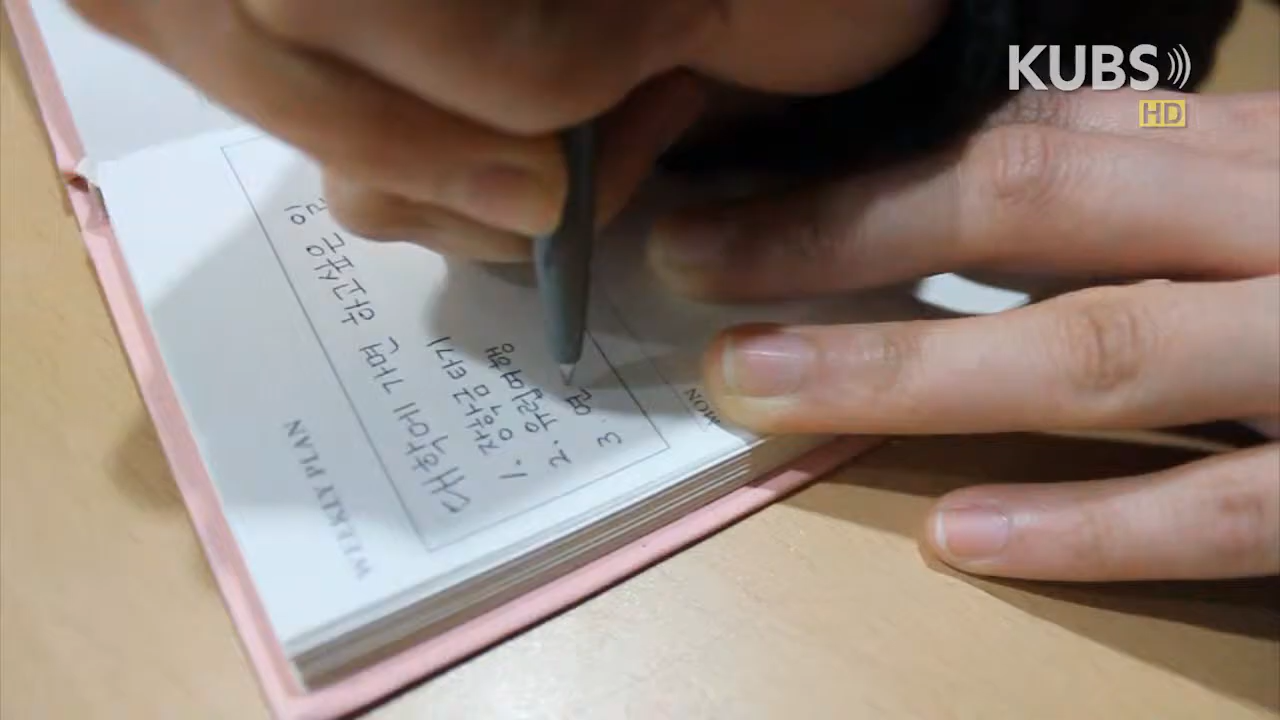 KUBS
HD
WEEKLY PLAN
대학에 가면 하고싶은 일
1. 장학금 타기
2. 유럽여행
3. 연
MON